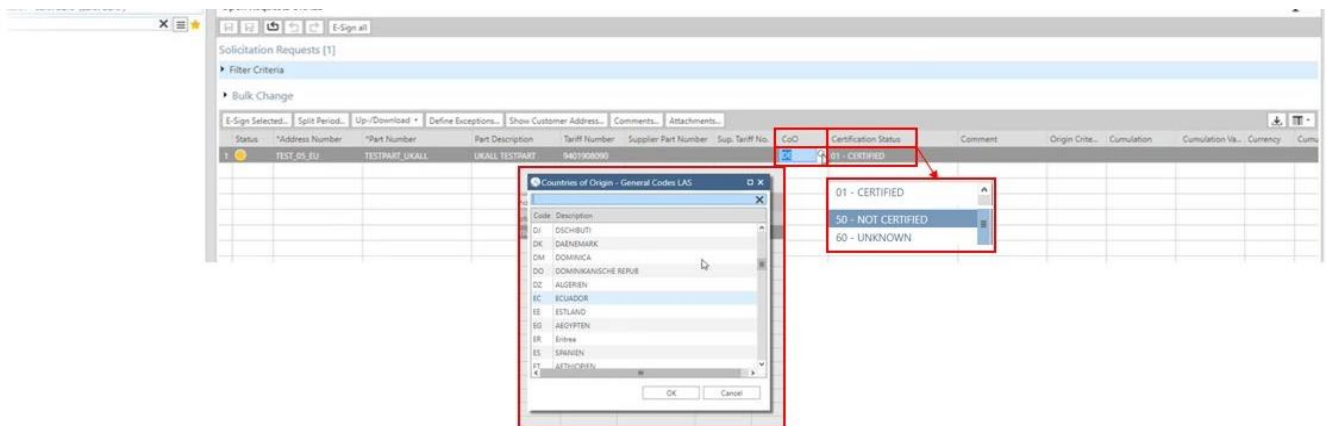 E-Sign all
Solicitation Requests [1]
Filter Criteria
Bulk Change
E-Sign Selected... Split Period... Up-/Download Define Exceptions... Show Customer Address... Comments... Attachments...
Status *Address Number *Part Number Part Description Tariff Number Supplier Part Number Sup. Tariff No. CoO Certification Status Comment Origin Crite... Cumulation Cumulation Va... Currency Cumu
1 TEST_05_EU TESTPART_UKALL UKALL TESTPART 9401908090 01 - CERTIFIED
Countries of Origin - General Codes LAS
Code Description
DJ DSCHIBUTI
DK DAENEMARK
DM DOMINICA
DO DOMINIKANISCHE REPUB
DZ ALGERIEN
EC ECUADOR
EE ESTLAND
EG AEGYPTEN
ER Eritrea
ES SPANIEN
ET AETHIOPIEN
OK Cancel
01 - CERTIFIED
50 - NOT CERTIFIED
60 - UNKNOWN